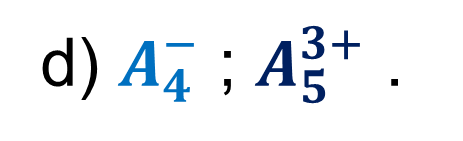 d) A₄⁻ ; A₅³⁺ .